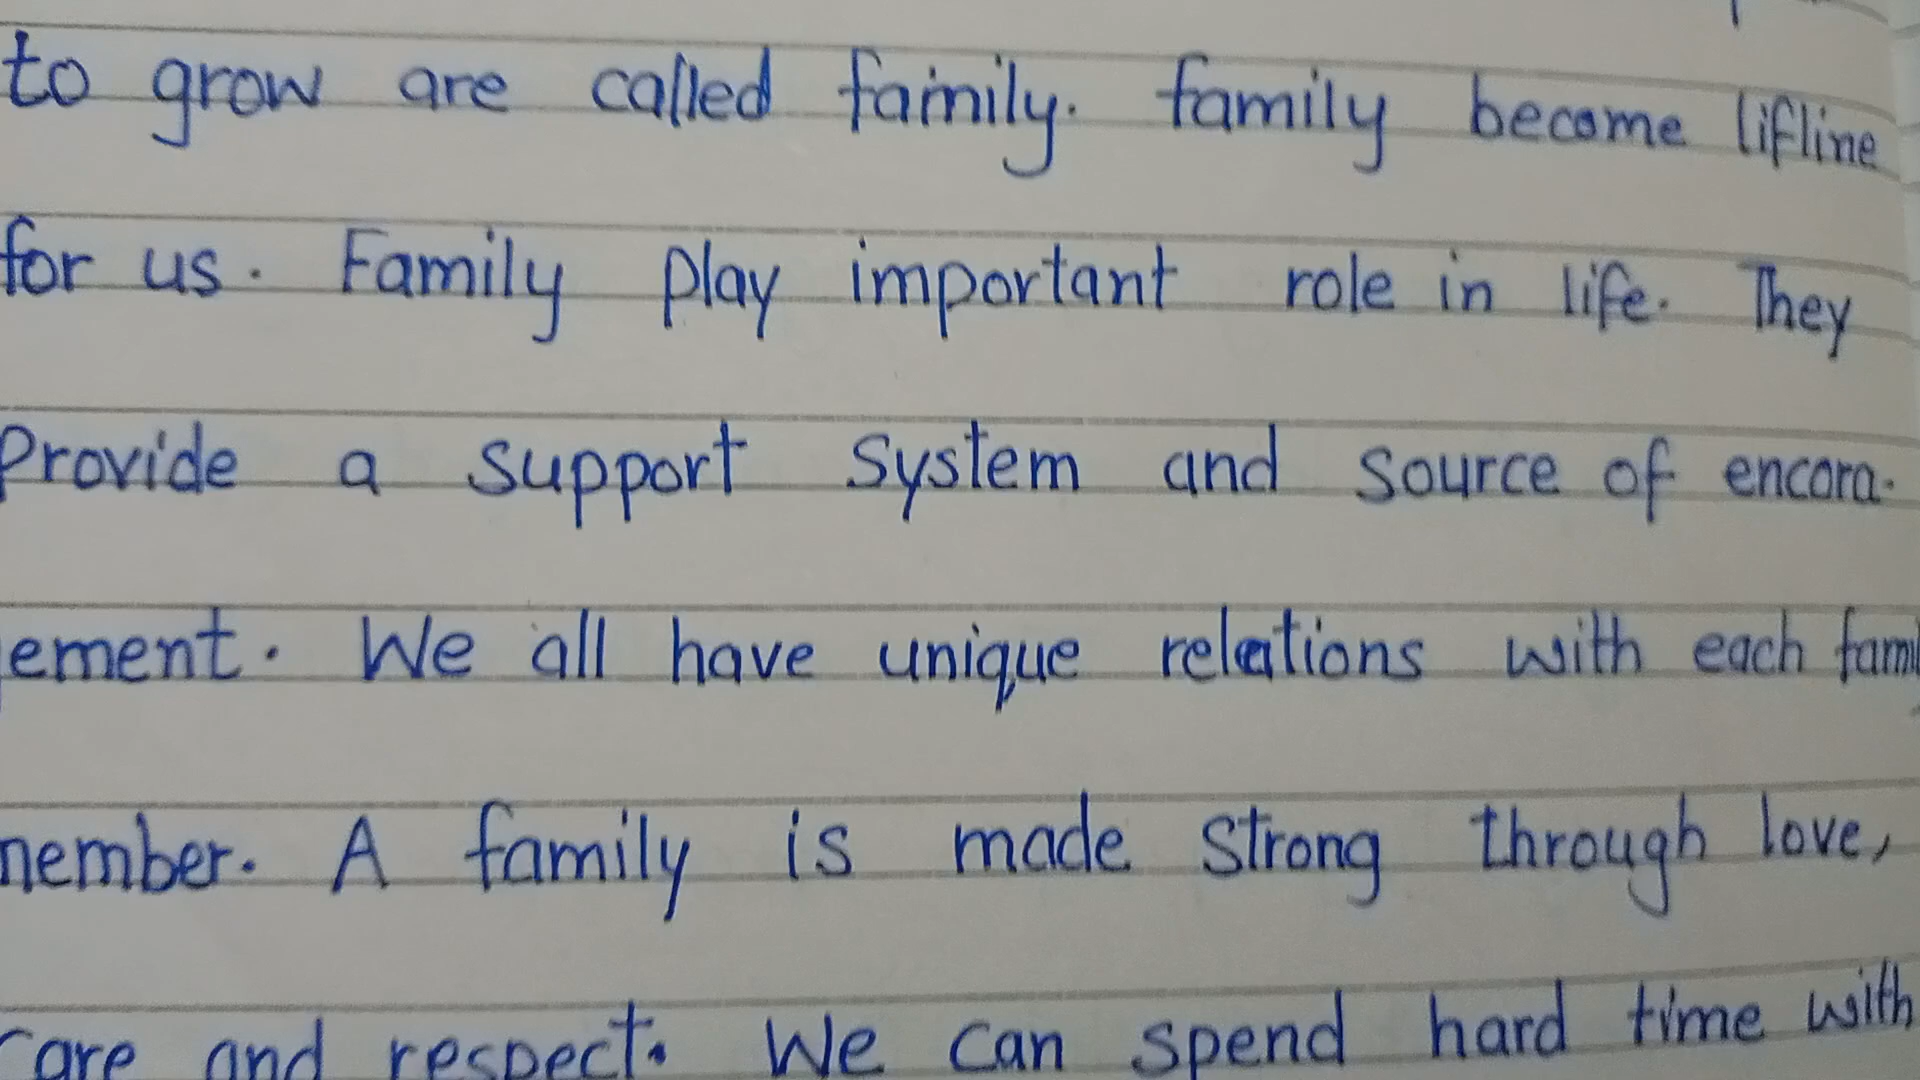 to grow are called family. family become lifline
for us. Family play important role in life. They
Provide a support system and source of encora-
ement. We all have unique relations with each fami
member. A family is made strong through love,
care and respect. We can spend hard time with